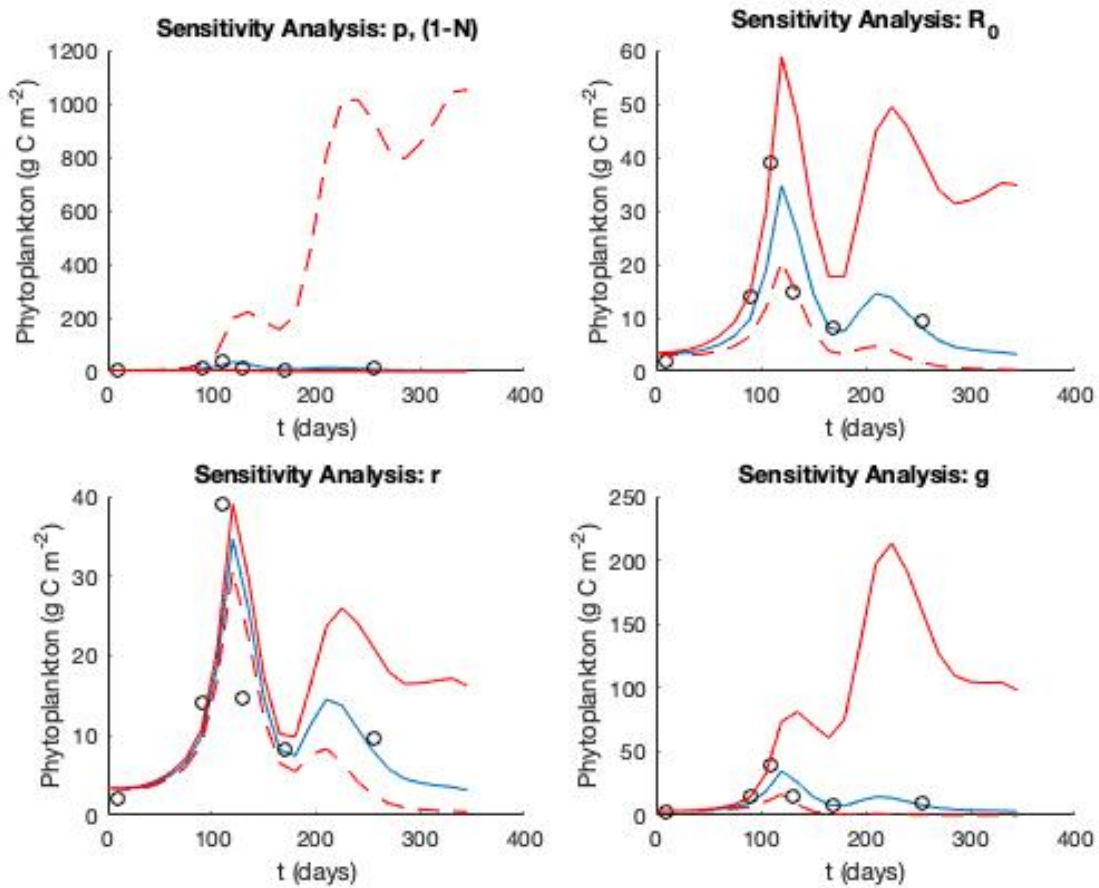 Sensitivity Analysis: p, (1-N)
1200
1000
800
600
400
200
0
Phytoplankton (g C m⁻²)
0 100 200 300 400
t (days)
Sensitivity Analysis: R₀
60
50
40
30
20
10
0
Phytoplankton (g C m⁻²)
0 100 200 300 400
t (days)
Sensitivity Analysis: r
40
30
20
10
0
Phytoplankton (g C m⁻²)
0 100 200 300 400
t (days)
Sensitivity Analysis: g
250
200
150
100
50
0
Phytoplankton (g C m⁻²)
0 100 200 300 400
t (days)